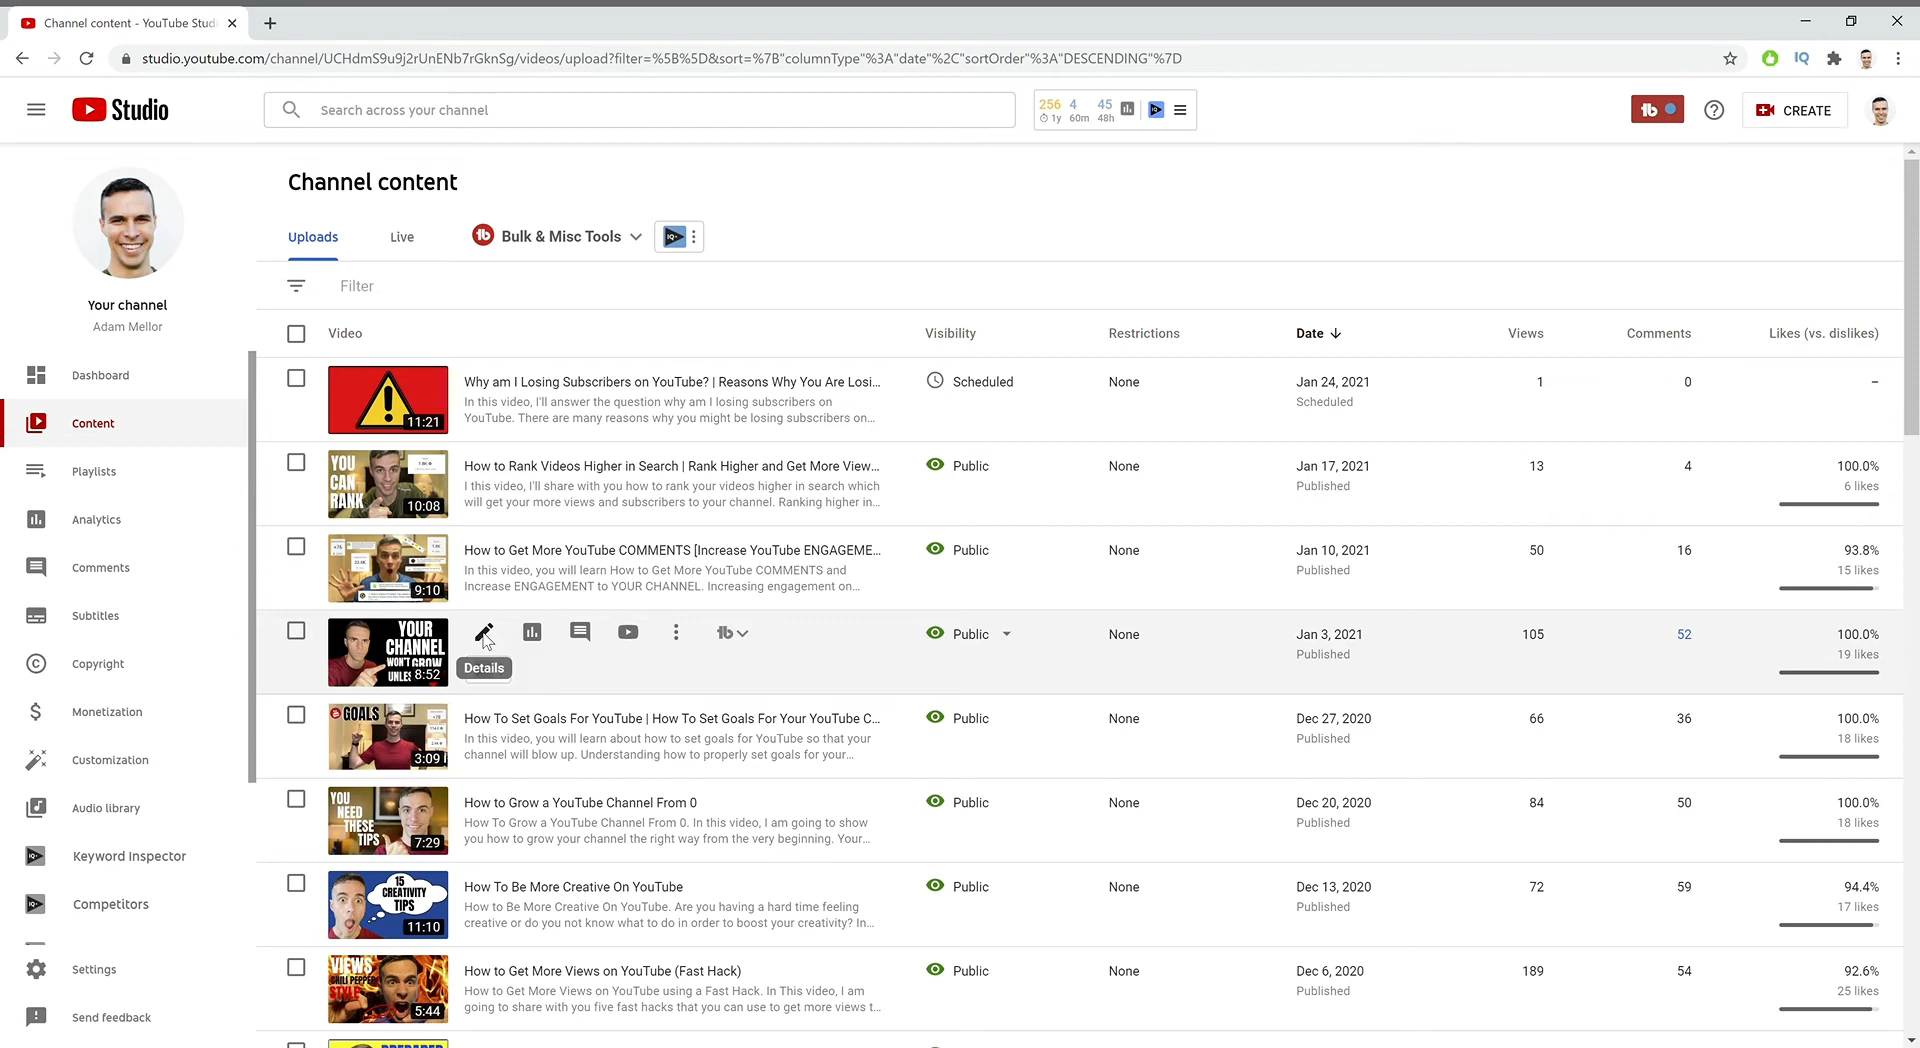 Channel content - YouTube Stud
studio.youtube.com/channel/UCHdmS9u9j2rUnENb7rGknSg/videos/upload?filter=%5B%5D&sort=%7B"columnType"%3A"date"%2C"sortOrder"%3A"DESCENDING"%7D
IQ
Studio
Search across your channel
256 4 45
1y 60m 48h
tb
CREATE
Your channel
Adam Mellor
Dashboard
Content
Playlists
Analytics
Comments
Subtitles
Copyright
Monetization
Customization
Audio library
Keyword Inspector
Competitors
Settings
Send feedback
Channel content
Uploads Live tb Bulk & Misc Tools IQ
Filter
Video Visibility Restrictions Date Views Comments Likes (vs. dislikes)
11:21
Why am I Losing Subscribers on YouTube? | Reasons Why You Are Losi... Scheduled None Jan 24, 2021 1 0 –
In this video, I'll answer the question why am I losing subscribers on Scheduled
YouTube. There are many reasons why you might be losing subscribers on...
YOU
CAN
RANK
10:08
How to Rank Videos Higher in Search | Rank Higher and Get More View... Public None Jan 17, 2021 13 4 100.0%
I this video, I'll share with you how to rank your videos higher in search which Published 6 likes
will get your more views and subscribers to your channel. Ranking higher in...
9:10
How to Get More YouTube COMMENTS [Increase YouTube ENGAGEME... Public None Jan 10, 2021 50 16 93.8%
In this video, you will learn How to Get More YouTube COMMENTS and Published 15 likes
Increase ENGAGEMENT to YOUR CHANNEL. Increasing engagement on...
YOUR
CHANNEL
WON'T GROW
UNLES 8:52
tb Public None Jan 3, 2021 105 52 100.0%
Details Published 19 likes
GOALS
3:09
How To Set Goals For YouTube | How To Set Goals For Your YouTube C... Public None Dec 27, 2020 66 36 100.0%
In this video, you will learn about how to set goals for YouTube so that your Published 18 likes
channel will blow up. Understanding how to properly set goals for your...
YOU
NEED
THESE
TIPS
7:29
How to Grow a YouTube Channel From 0 Public None Dec 20, 2020 84 50 100.0%
How To Grow a YouTube Channel From 0. In this video, I am going to show Published 18 likes
you how to grow your channel the right way from the very beginning. Your...
15
CREATIVITY
TIPS
11:10
How To Be More Creative On YouTube Public None Dec 13, 2020 72 59 94.4%
How to Be More Creative On YouTube. Are you having a hard time feeling Published 17 likes
creative or do you not know what to do in order to boost your creativity? In...
VIEWS
CHILI PEPPER
STYLE
5:44
How to Get More Views on YouTube (Fast Hack) Public None Dec 6, 2020 189 54 92.6%
How to Get More Views on YouTube using a Fast Hack. In This video, I am Published 25 likes
going to share with you five fast hacks that you can use to get more views t...